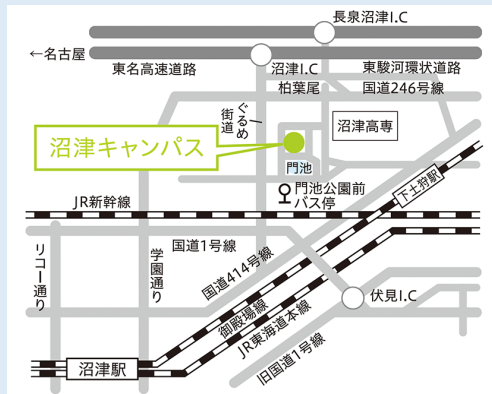 長泉沼津I.C
←名古屋
東名高速道路
沼津I.C
東駿河環状道路
柏葉尾
国道246号線
ぐるめ街道
沼津高専
沼津キャンパス
門池
門池公園前
バス停
下土狩駅
JR新幹線
リコー通り
学園通り
国道1号線
国道414号線
御殿場線
JR東海道本線
旧国道1号線
伏見I.C
沼津駅